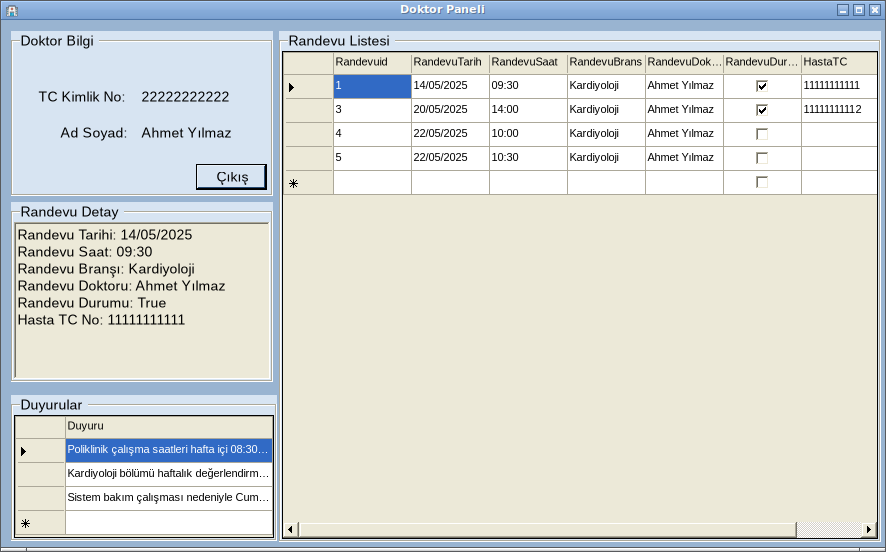 Doktor Paneli
Doktor Bilgi
TC Kimlik No: 22222222222
Ad Soyad: Ahmet Yılmaz
Çıkış
Randevu Detay
Randevu Tarihi: 14/05/2025
Randevu Saat: 09:30
Randevu Branşı: Kardiyoloji
Randevu Doktoru: Ahmet Yılmaz
Randevu Durumu: True
Hasta TC No: 11111111111
Duyurular
Duyuru
Poliklinik çalışma saatleri hafta içi 08:30...
Kardiyoloji bölümü haftalık değerlendirm...
Sistem bakım çalışması nedeniyle Cum...
Randevu Listesi
Randevuid RandevuTarih RandevuSaat RandevuBrans RandevuDok... RandevuDur... HastaTC
1 14/05/2025 09:30 Kardiyoloji Ahmet Yılmaz 11111111111
3 20/05/2025 14:00 Kardiyoloji Ahmet Yılmaz 11111111112
4 22/05/2025 10:00 Kardiyoloji Ahmet Yılmaz
5 22/05/2025 10:30 Kardiyoloji Ahmet Yılmaz